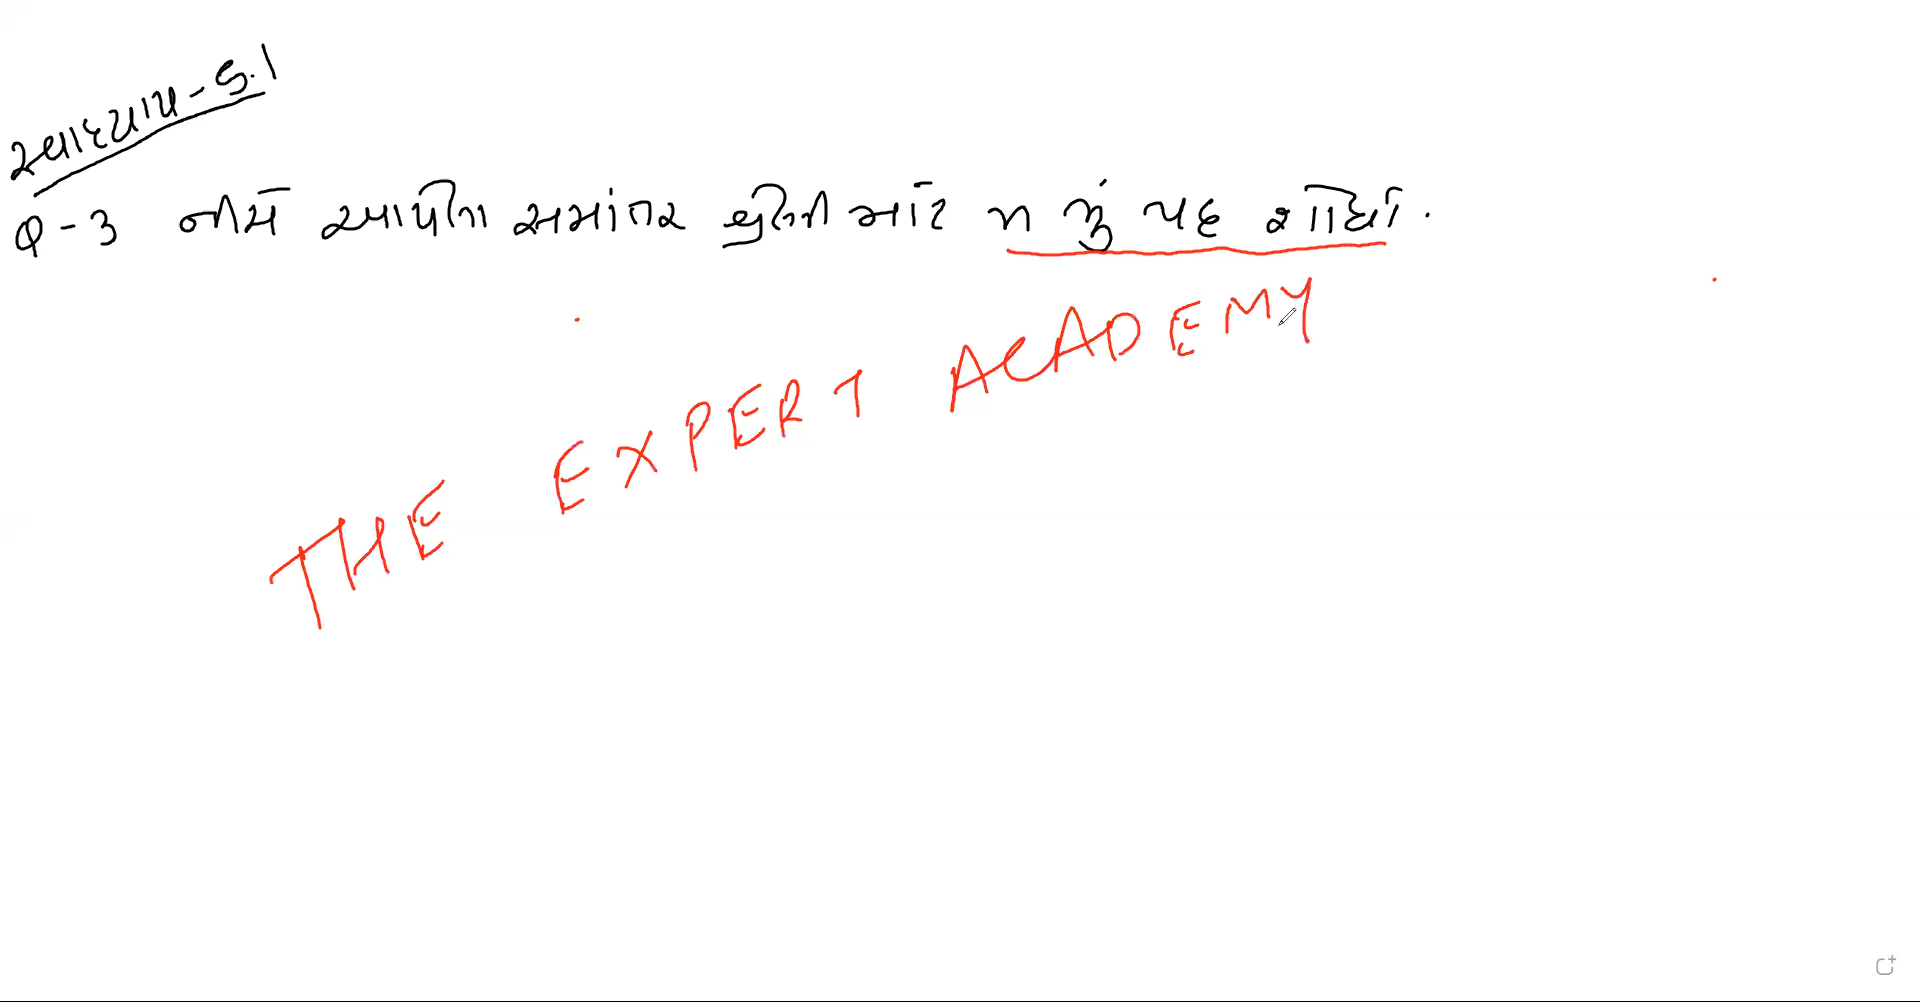 સ્વાધ્યાય-5.1
Q-3 નીચે આપેલ સમાંતર શ્રેણી માટે n મું પદ શોધો.
THE EXPERT ACADEMY